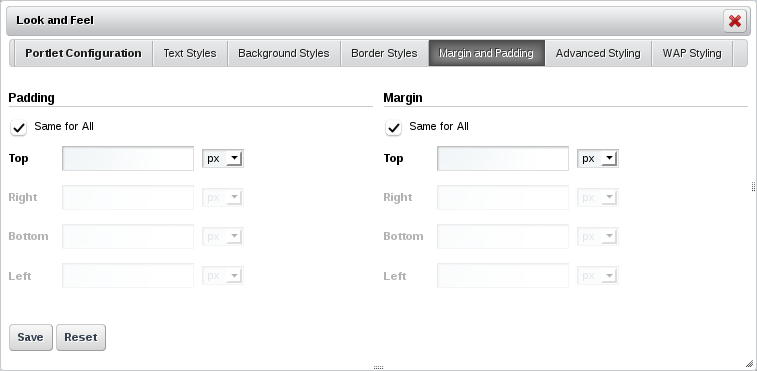 Look and Feel
Portlet Configuration Text Styles Background Styles Border Styles Margin and Padding Advanced Styling WAP Styling
Padding Margin
Same for All Same for All
Top px Top px
Right px Right px
Bottom px Bottom px
Left px Left px
Save Reset